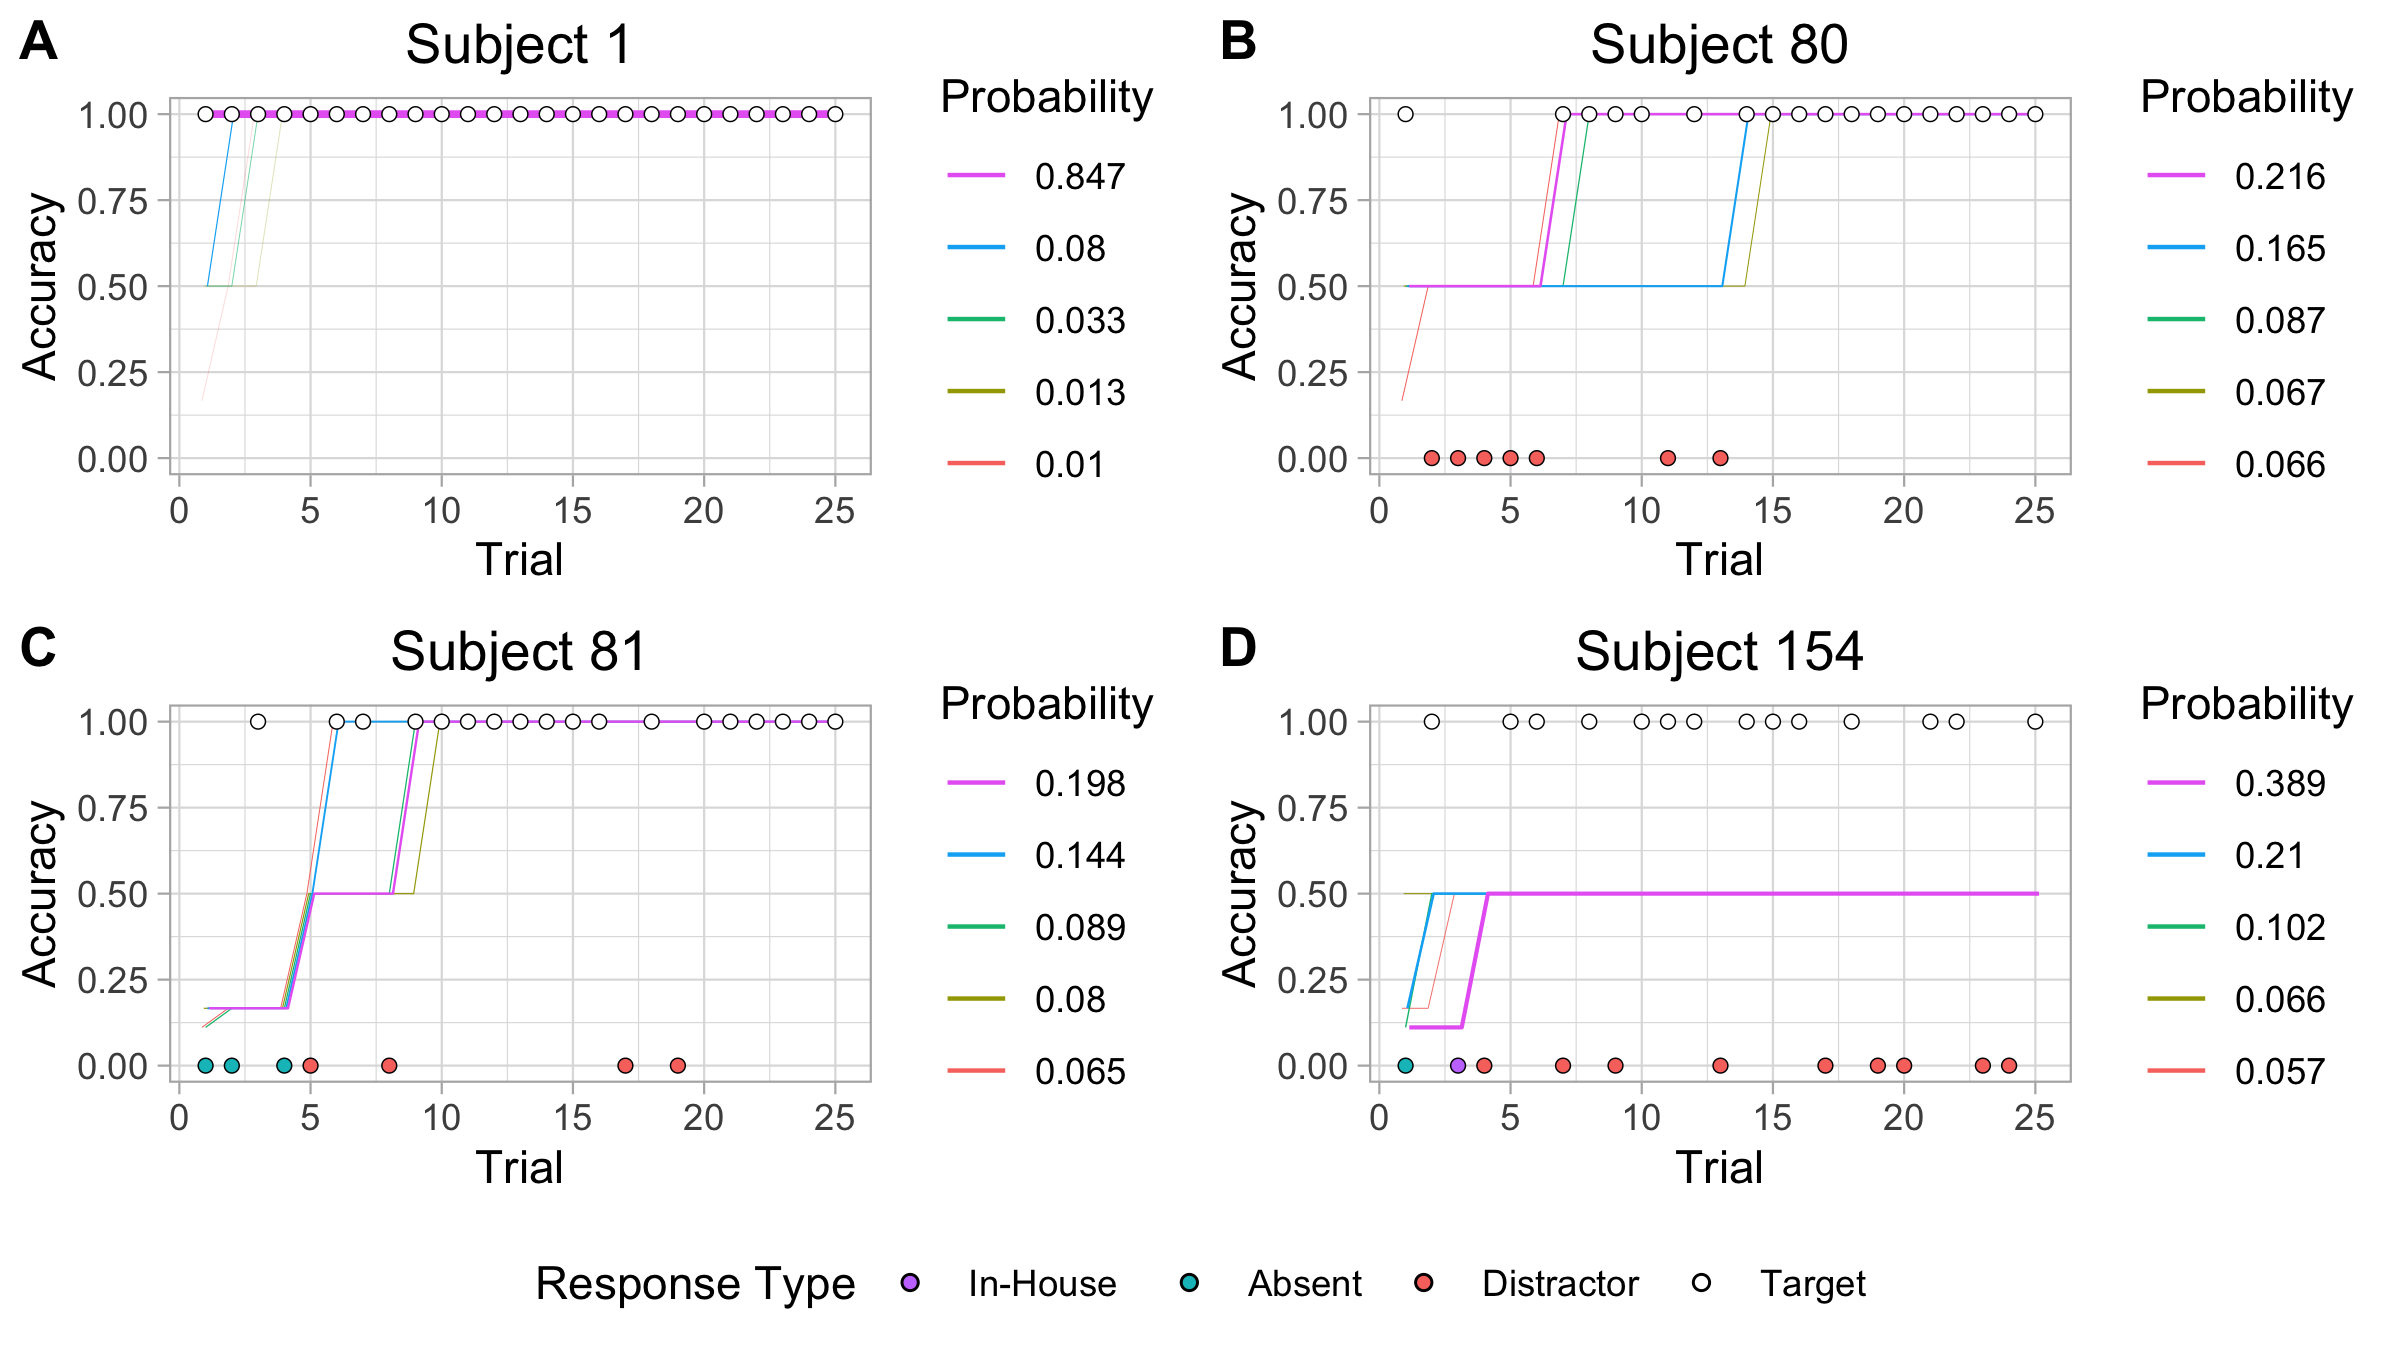 A
Subject 1
Accuracy
1.00
0.75
0.50
0.25
0.00
0 5 10 15 20 25
Trial
Probability
0.847
0.08
0.033
0.013
0.01
B
Subject 80
Accuracy
1.00
0.75
0.50
0.25
0.00
0 5 10 15 20 25
Trial
Probability
0.216
0.165
0.087
0.067
0.066
C
Subject 81
Accuracy
1.00
0.75
0.50
0.25
0.00
0 5 10 15 20 25
Trial
Probability
0.198
0.144
0.089
0.08
0.065
D
Subject 154
Accuracy
1.00
0.75
0.50
0.25
0.00
0 5 10 15 20 25
Trial
Probability
0.389
0.21
0.102
0.066
0.057
Response Type In-House Absent Distractor Target